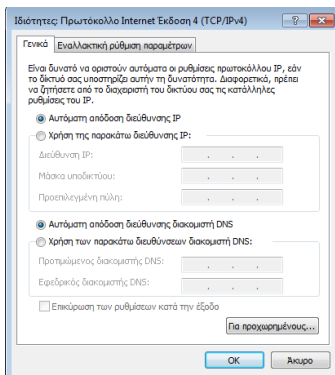 Ιδιότητες: Πρωτόκολλο Internet Έκδοση 4 (TCP/IPv4)
Γενικά
Εναλλακτική ρύθμιση παραμέτρων
Είναι δυνατό να οριστούν αυτόματα οι ρυθμίσεις πρωτοκόλλου IP, εάν
το δίκτυό σας υποστηρίζει αυτήν τη δυνατότητα. Διαφορετικά, πρέπει
να ζητήσετε από το διαχειριστή του δικτύου σας τις κατάλληλες
ρυθμίσεις του IP.
Αυτόματη απόδοση διεύθυνσης IP
Χρήση της παρακάτω διεύθυνσης IP:
Διεύθυνση IP:
Μάσκα υποδικτύου:
Προεπιλεγμένη πύλη:
Αυτόματη απόδοση διεύθυνσης διακομιστή DNS
Χρήση των παρακάτω διευθύνσεων διακομιστή DNS:
Προτιμώμενος διακομιστής DNS:
Εφεδρικός διακομιστής DNS:
Επικύρωση των ρυθμίσεων κατά την έξοδο
Για προχωρημένους...
OK
Άκυρο